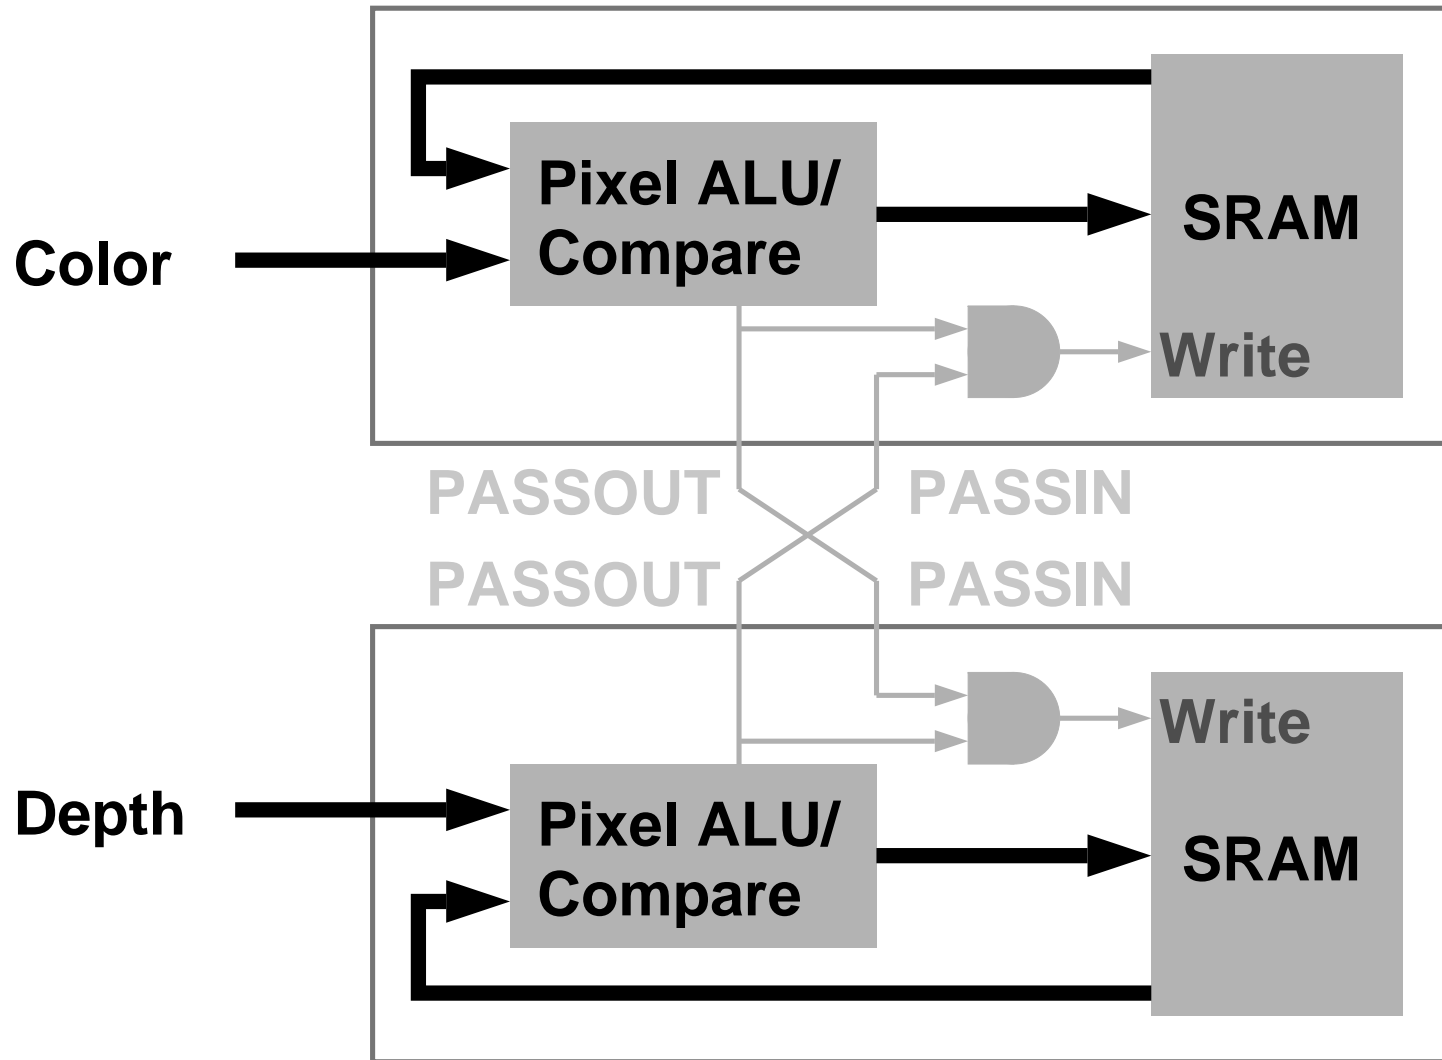 Pixel ALU/
Compare
SRAM
Color
Write
PASSOUT PASSIN
PASSOUT PASSIN
Write
Depth
Pixel ALU/
Compare
SRAM